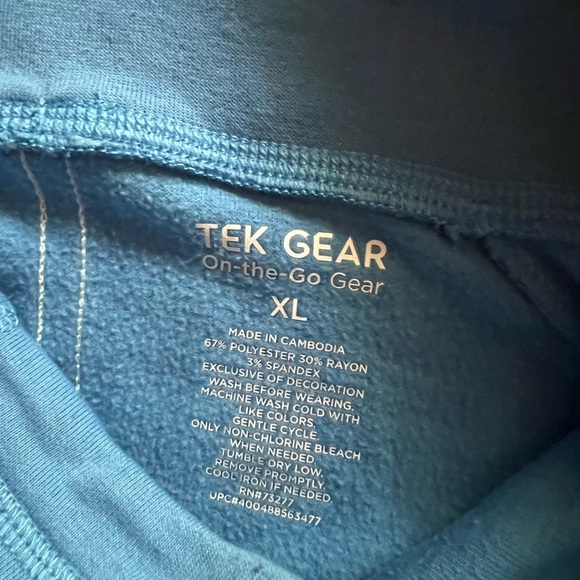 TEK GEAR
On-the-Go Gear
XL
MADE IN CAMBODIA
67% POLYESTER 30% RAYON
3% SPANDEX
EXCLUSIVE OF DECORATION
WASH BEFORE WEARING.
MACHINE WASH COLD WITH
LIKE COLORS.
GENTLE CYCLE.
ONLY NON-CHLORINE BLEACH
WHEN NEEDED.
TUMBLE DRY LOW.
REMOVE PROMPTLY.
COOL IRON IF NEEDED.
RN#73277
UPC#400488563477